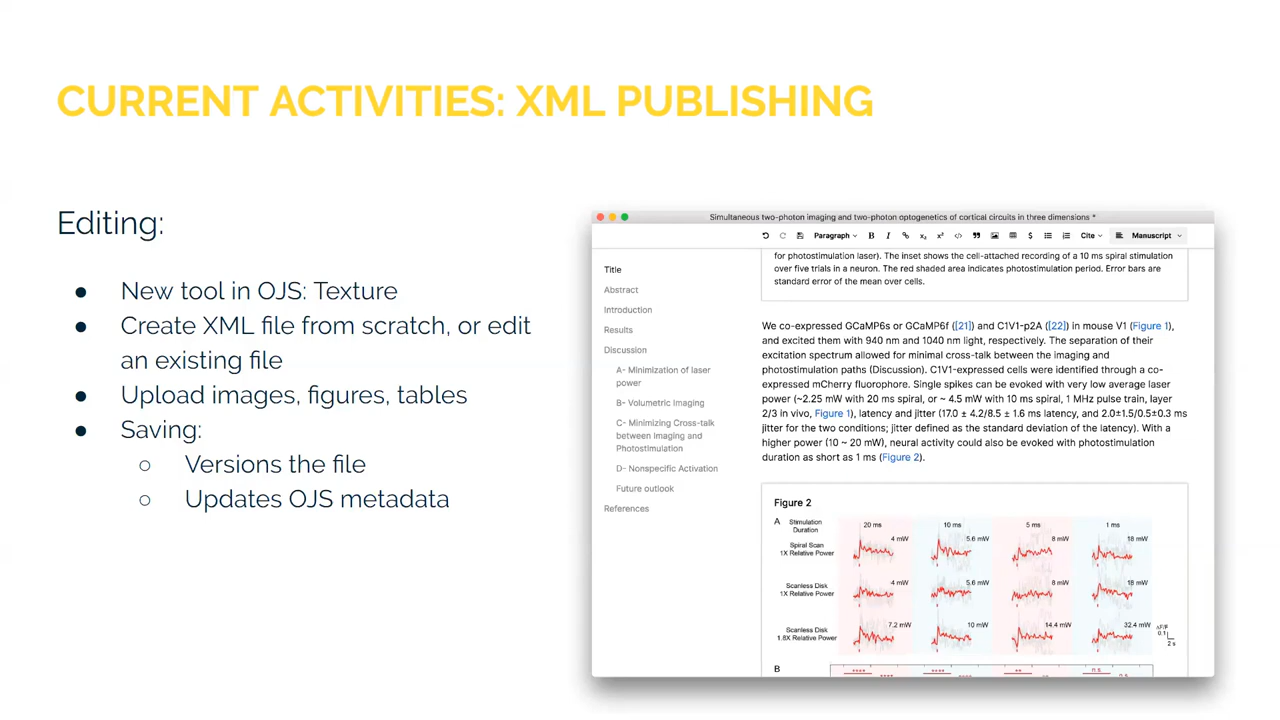 CURRENT ACTIVITIES: XML PUBLISHING
Editing:
● New tool in OJS: Texture
● Create XML file from scratch, or edit
an existing file
● Upload images, figures, tables
● Saving:
○ Versions the file
○ Updates OJS metadata
Simultaneous two-photon imaging and two-photon optogenetics of cortical circuits in three dimensions *
Paragraph B I x₂ x² </> $ Cite Manuscript
Title
Abstract
Introduction
Results
Discussion
A- Minimization of laser
power
B- Volumetric Imaging
C- Minimizing Cross-talk
between Imaging and
Photostimulation
D- Nonspecific Activation
Future outlook
References
for photostimulation laser). The inset shows the cell-attached recording of a 10 ms spiral stimulation
over five trials in a neuron. The red shaded area indicates photostimulation period. Error bars are
standard error of the mean over cells.
We co-expressed GCaMP6s or GCaMP6f ([21]) and C1V1-p2A ([22]) in mouse V1 (Figure 1),
and excited them with 940 nm and 1040 nm light, respectively. The separation of their
excitation spectrum allowed for minimal cross-talk between the imaging and
photostimulation paths (Discussion). C1V1-expressed cells were identified through a co-
expressed mCherry fluorophore. Single spikes can be evoked with very low average laser
power (~2.25 mW with 20 ms spiral, or ~ 4.5 mW with 10 ms spiral, 1 MHz pulse train, layer
2/3 in vivo, Figure 1), latency and jitter (17.0 ± 4.2/8.5 ± 1.6 ms latency, and 2.0±1.5/0.5±0.3 ms
jitter for the two conditions; jitter defined as the standard deviation of the latency). With a
higher power (10 ~ 20 mW), neural activity could also be evoked with photostimulation
duration as short as 1 ms (Figure 2).
Figure 2
A Stimulation
Duration
20 ms 10 ms 5 ms 1 ms
Spiral Scan
1X Relative Power
4 mW 5.6 mW 8 mW 18 mW
Scanless Disk
1X Relative Power
4 mW 5.6 mW 8 mW 18 mW
Scanless Disk
1.8X Relative Power
7.2 mW 10 mW 14.4 mW 32.4 mW
ΔF/F
0.1
2 s
B
**** **** ** n.s
**** n.s